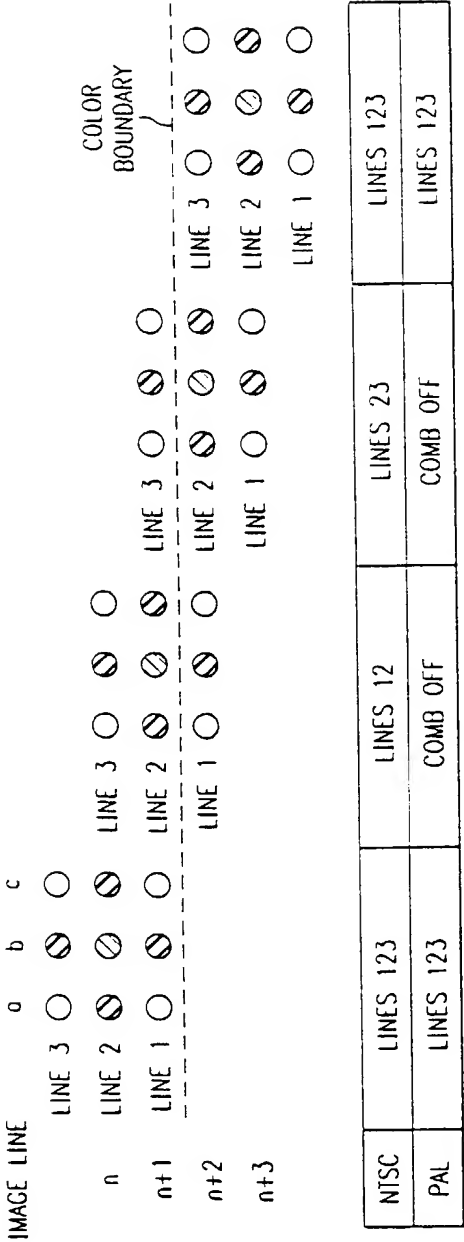 IMAGE LINE
a b c
COLOR
BOUNDARY
LINE 3
n LINE 2 LINE 3
n+1 LINE 1 LINE 2 LINE 3
n+2 LINE 1 LINE 2 LINE 3
n+3 LINE 1 LINE 2
LINE 1
NTSC LINES 123 LINES 12 LINES 23 LINES 123
PAL LINES 123 COMB OFF COMB OFF LINES 123